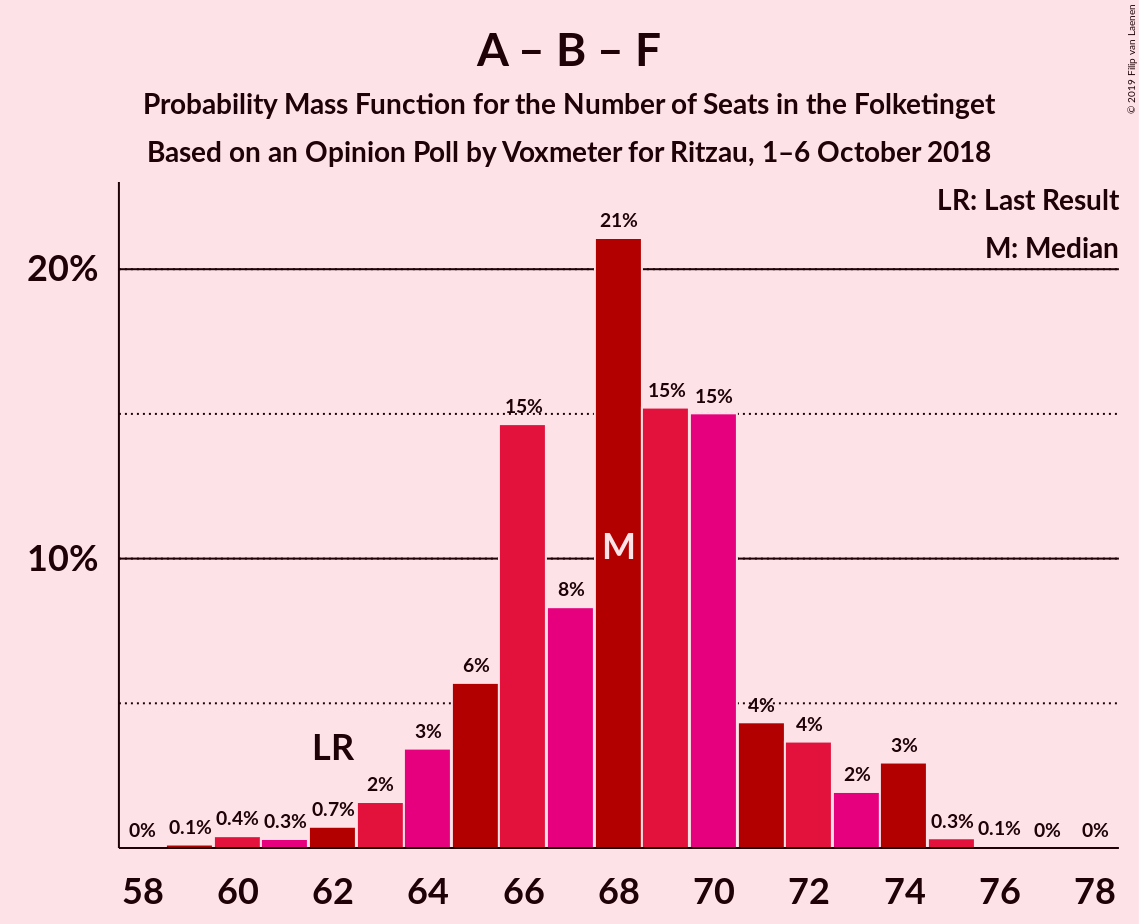 A – B – F
Probability Mass Function for the Number of Seats in the Folketinget
Based on an Opinion Poll by Voxmeter for Ritzau, 1–6 October 2018
© 2019 Filip van Laenen
LR: Last Result
M: Median
20%
10%
0% 0.1% 0.4% 0.3% 0.7% 2% 3% 6% 15% 8% 21% 15% 15% 4% 4% 2% 3% 0.3% 0.1% 0% 0%
LR
M
58 60 62 64 66 68 70 72 74 76 78